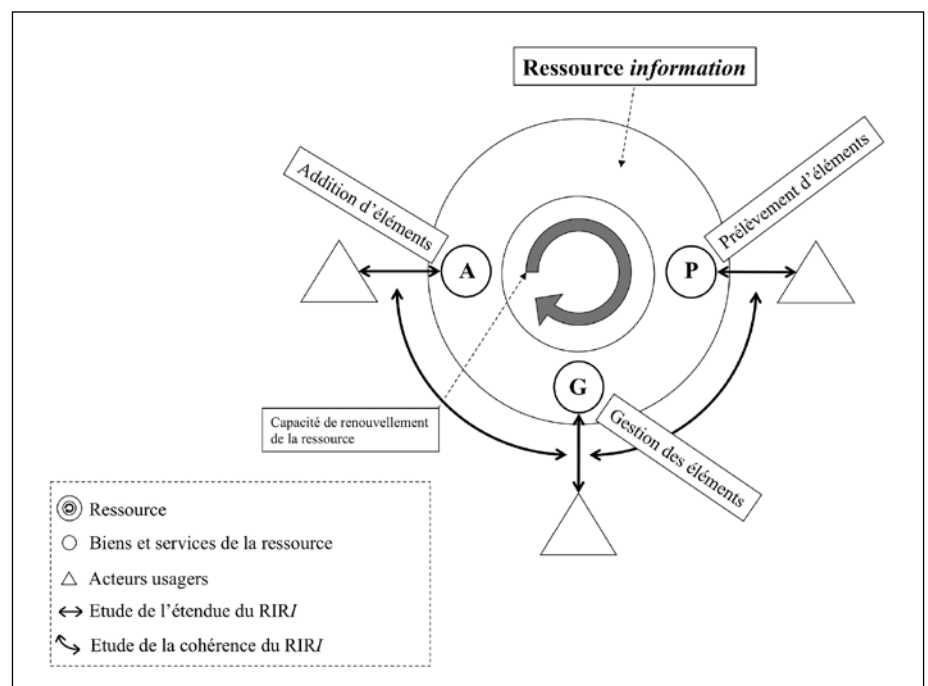 Ressource information
Addition d'éléments
Prélèvement d'éléments
A
P
G
Gestion des éléments
Capacité de renouvellement
de la ressource
Ressource
Biens et services de la ressource
Acteurs usagers
Etude de l'étendue du RIRI
Etude de la cohérence du RIRI